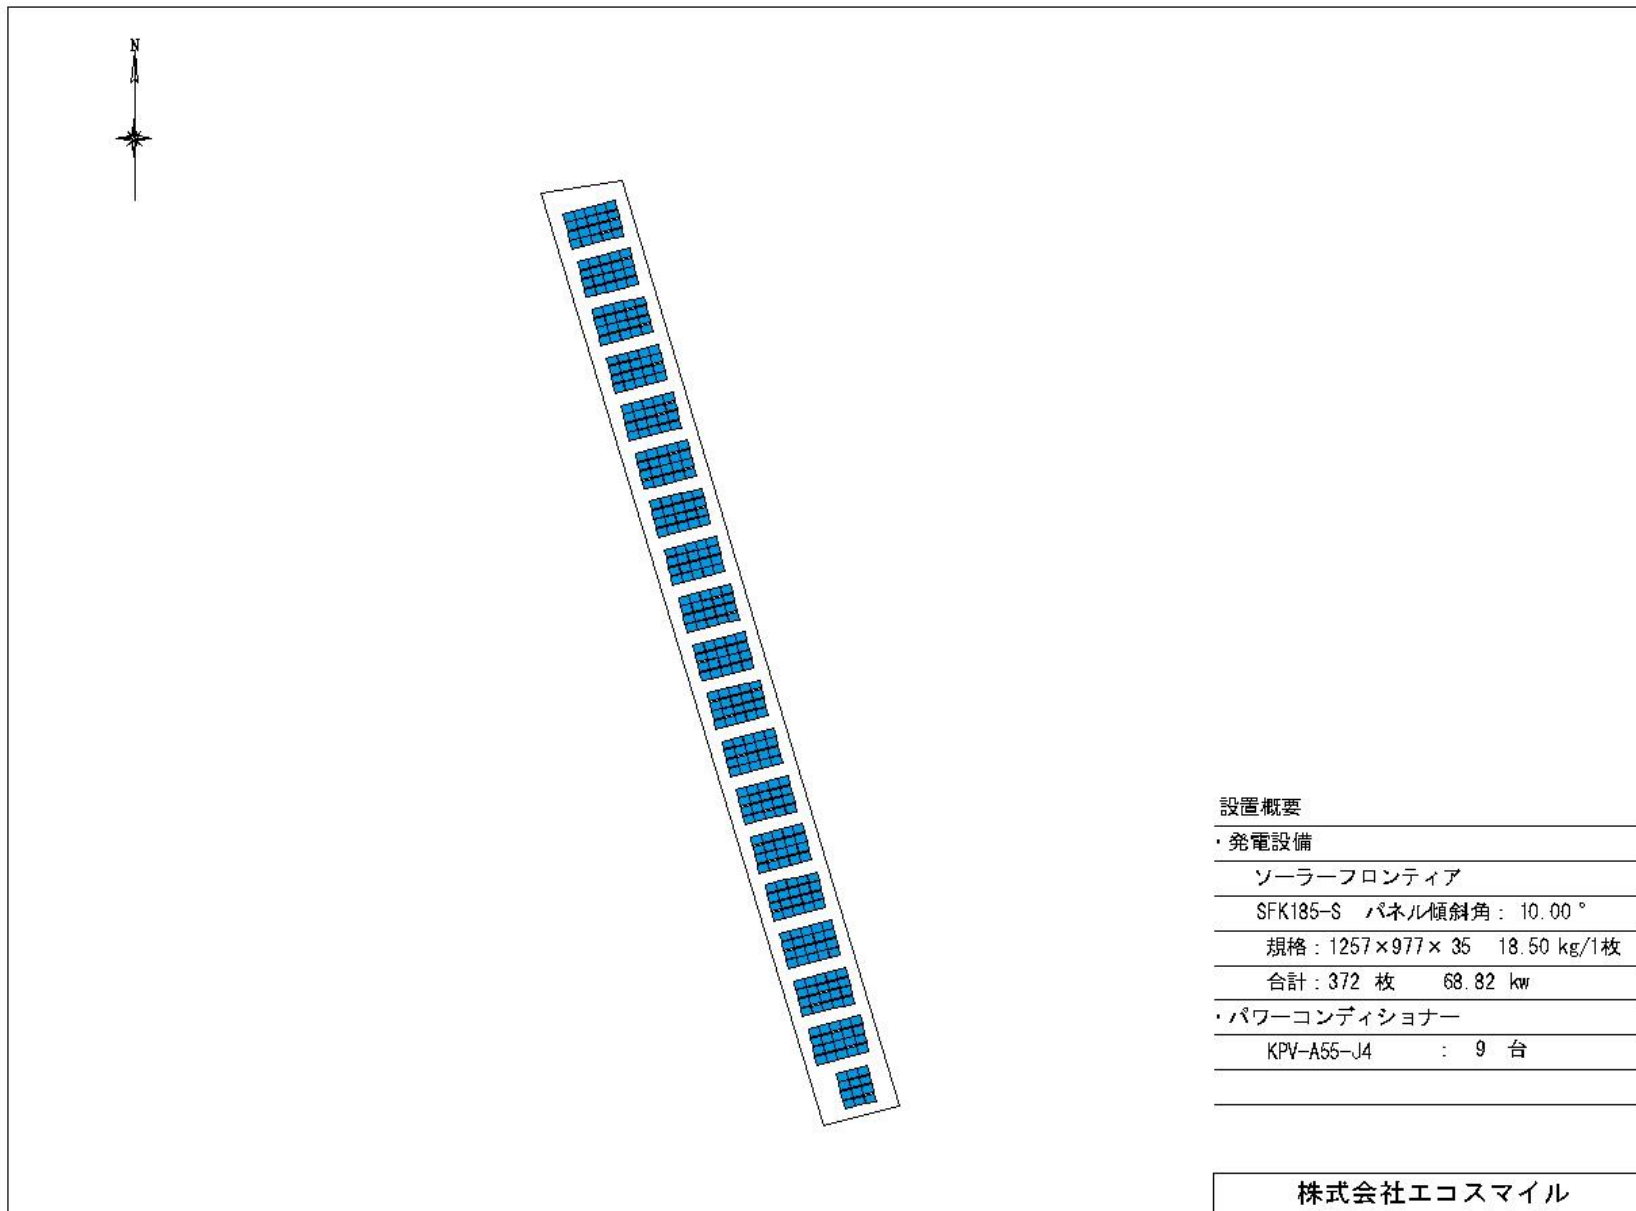 N
設置概要
・発電設備
ソーラーフロンティア
SFK185-S パネル傾斜角: 10.00°
規格:1257×977× 35 18.50 kg/1枚
合計:372 枚 68.82 kw
・パワーコンディショナー
KPV-A55-J4 : 9 台
株式会社エコスマイル